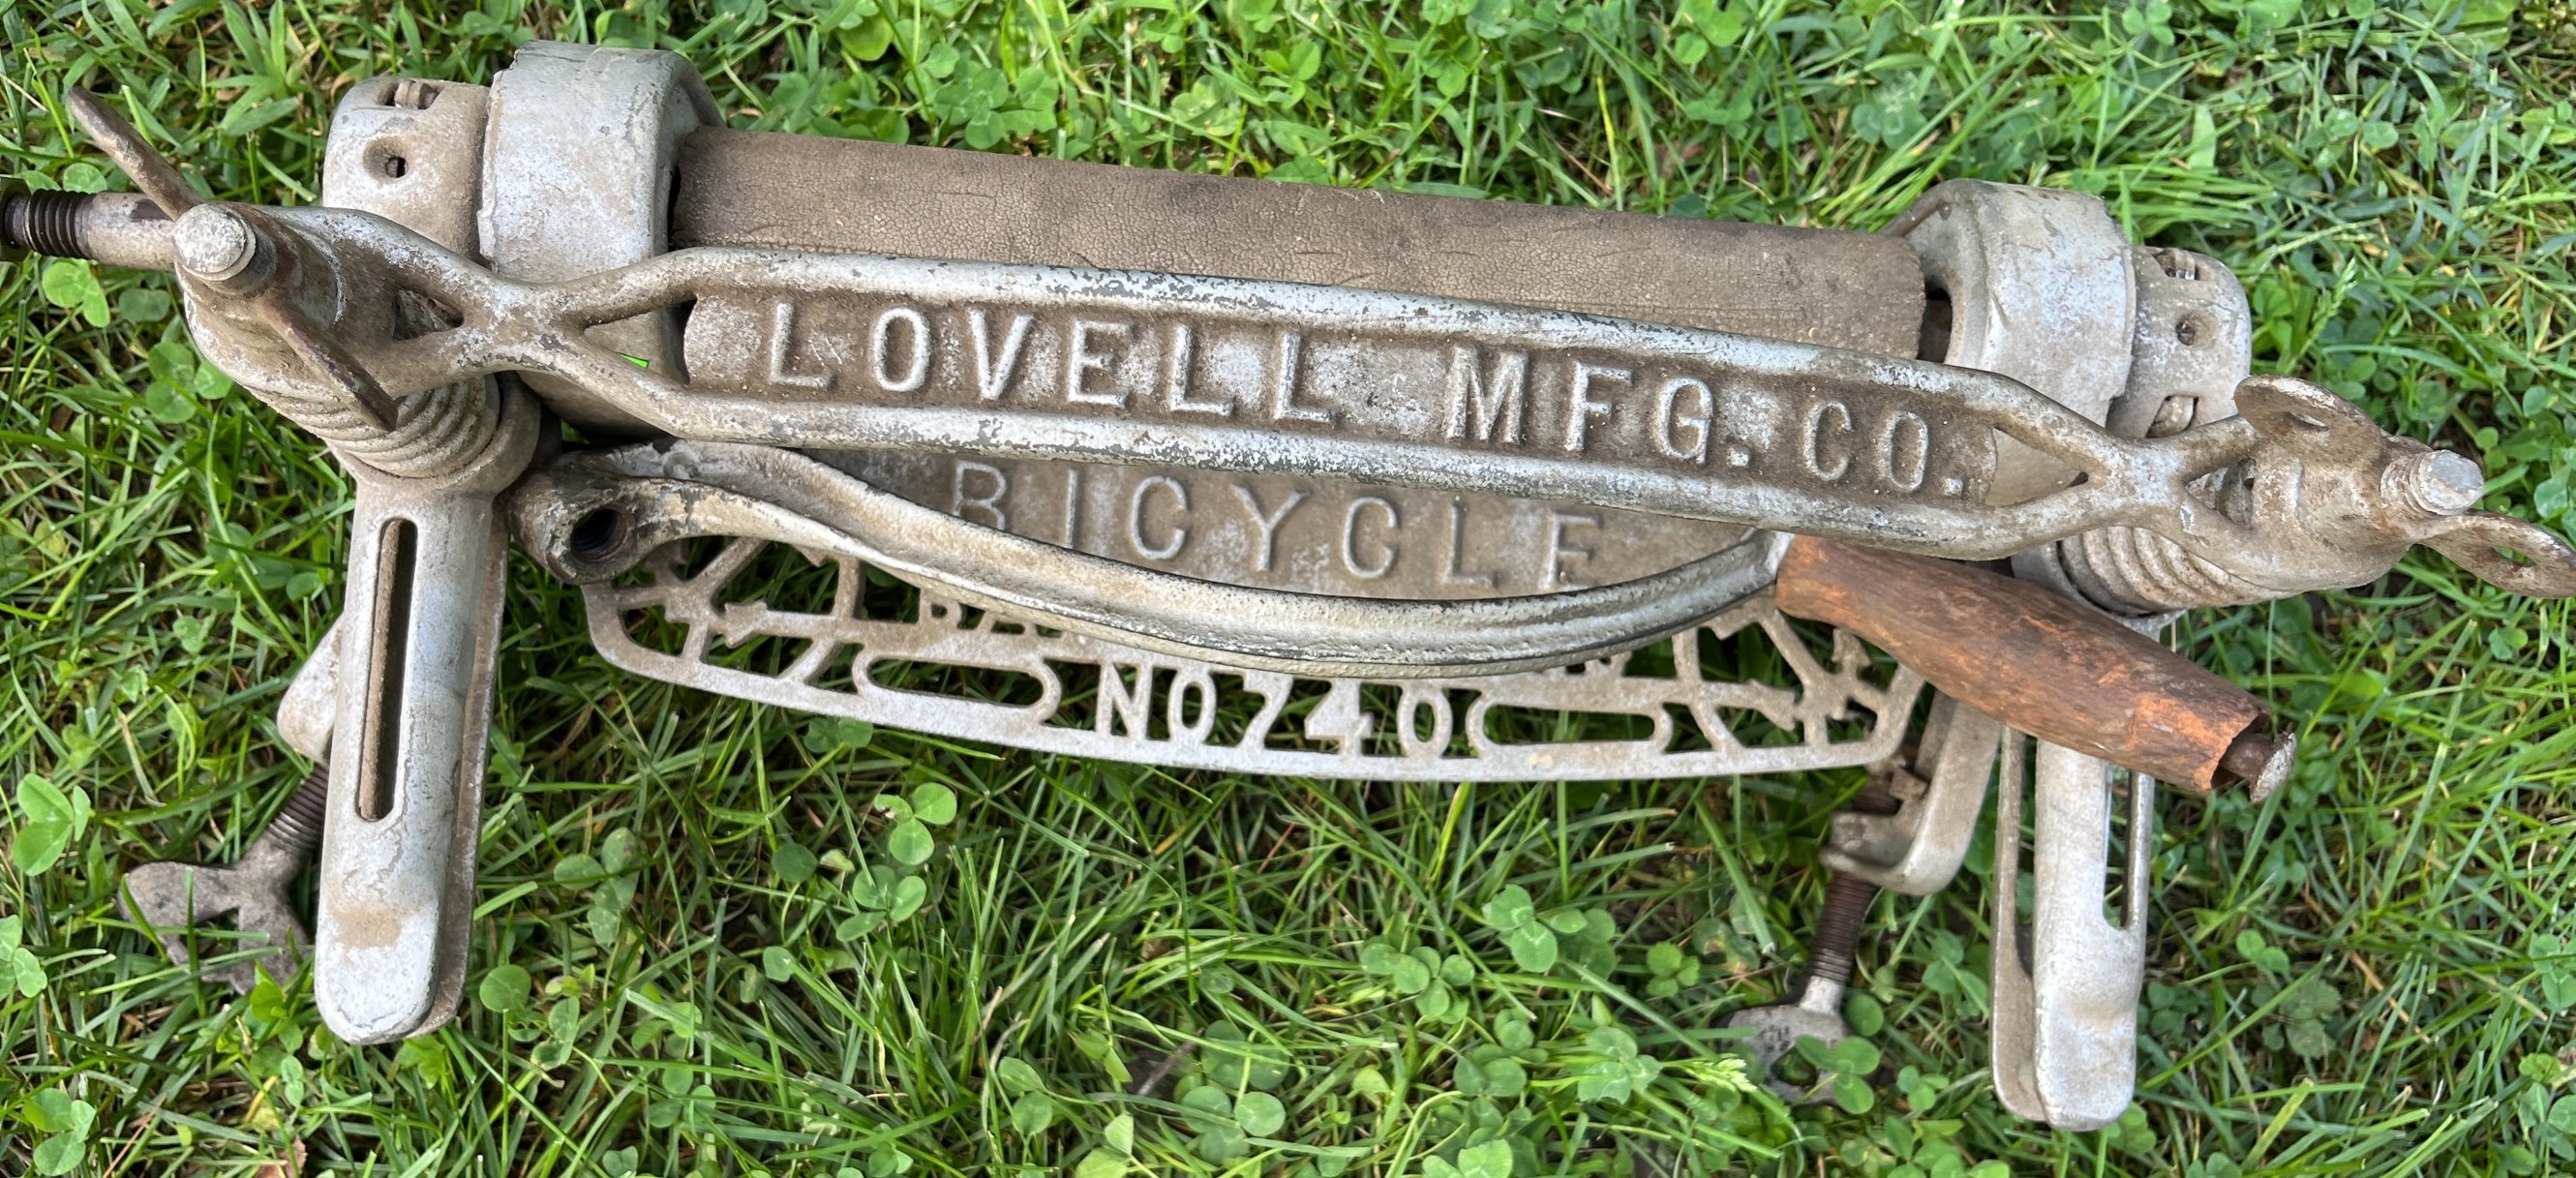 LOVELL MFG. CO.
BICYCLE
NO 740